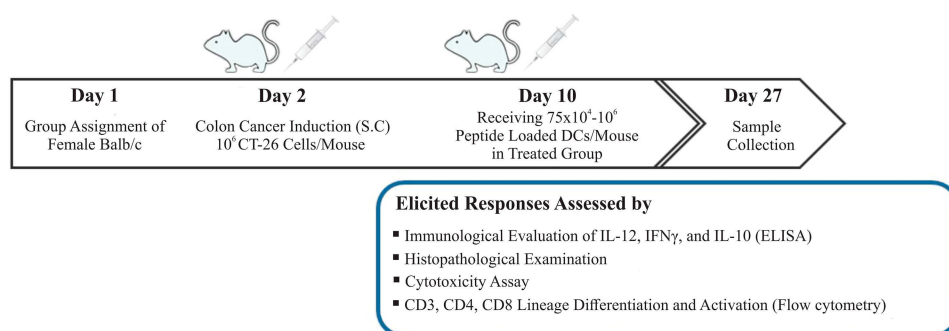 Day 1
Group Assignment of
Female Balb/c
Day 2
Colon Cancer Induction (S.C)
10⁶ CT-26 Cells/Mouse
Day 10
Receiving 75x10⁴-10⁶
Peptide Loaded DCs/Mouse
in Treated Group
Day 27
Sample
Collection
Elicited Responses Assessed by
▪ Immunological Evaluation of IL-12, IFNγ, and IL-10 (ELISA)
▪ Histopathological Examination
▪ Cytotoxicity Assay
▪ CD3, CD4, CD8 Lineage Differentiation and Activation (Flow cytometry)